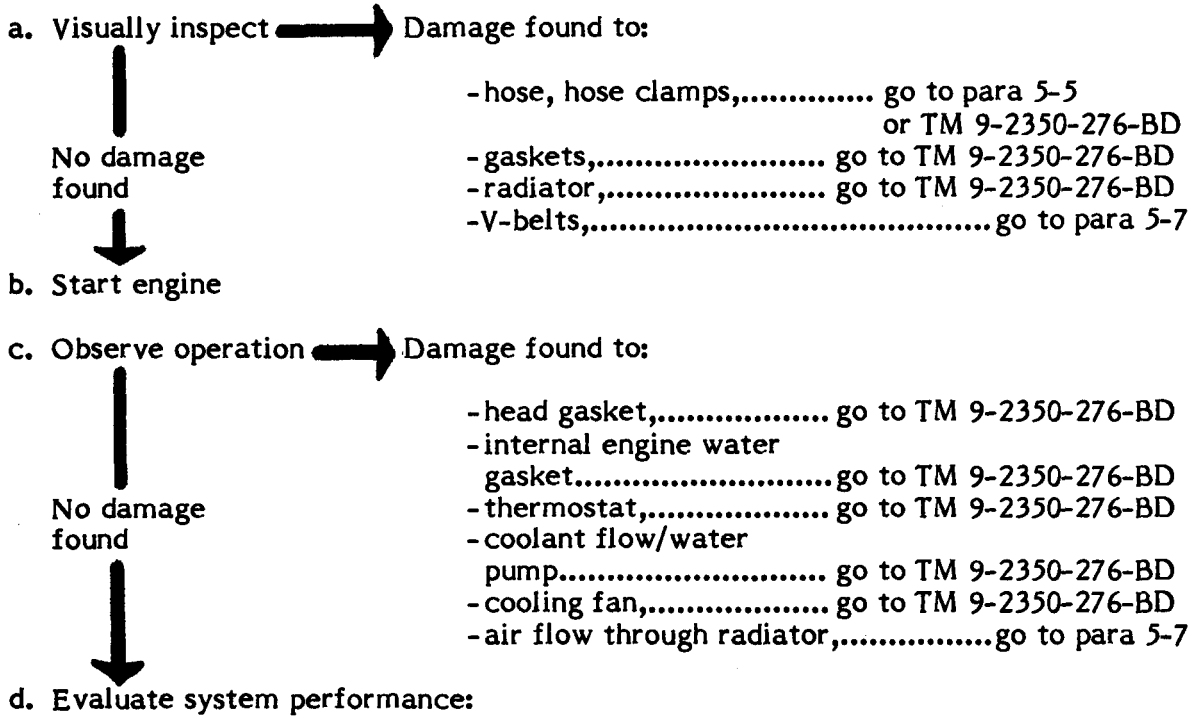 a. Visually inspect Damage found to:
-hose, hose clamps,............... go to para 5-5
or TM 9-2350-276-BD
No damage -gaskets,...................... go to TM 9-2350-276-BD
found -radiator,...................... go to TM 9-2350-276-BD
-V-belts,.........................................go to para 5-7
b. Start engine
c. Observe operation Damage found to:
-head gasket,................... go to TM 9-2350-276-BD
-internal engine water
gasket..........................go to TM 9-2350-276-BD
No damage -thermostat,................... go to TM 9-2350-276-BD
found -coolant flow/water
pump........................... go to TM 9-2350-276-BD
-cooling fan,.................. go to TM 9-2350-276-BD
-air flow through radiator,................go to para 5-7
d. Evaluate system performance: